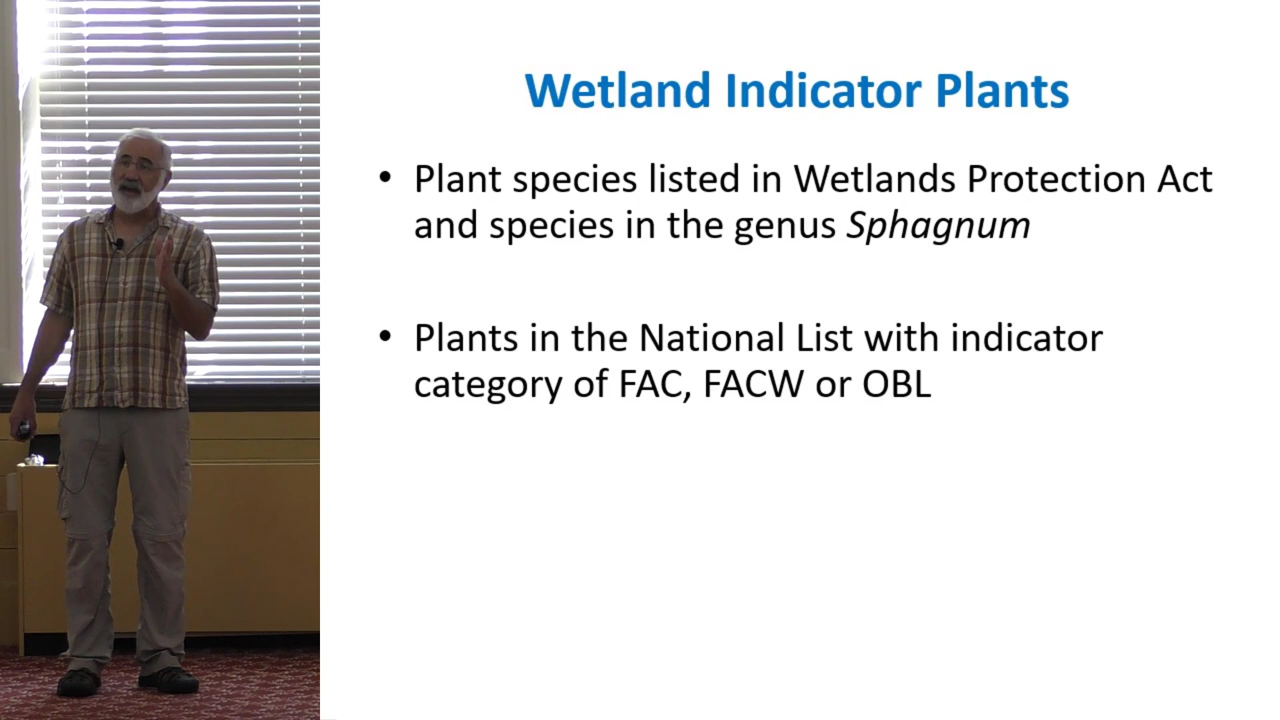 Wetland Indicator Plants
• Plant species listed in Wetlands Protection Act
and species in the genus Sphagnum
• Plants in the National List with indicator
category of FAC, FACW or OBL